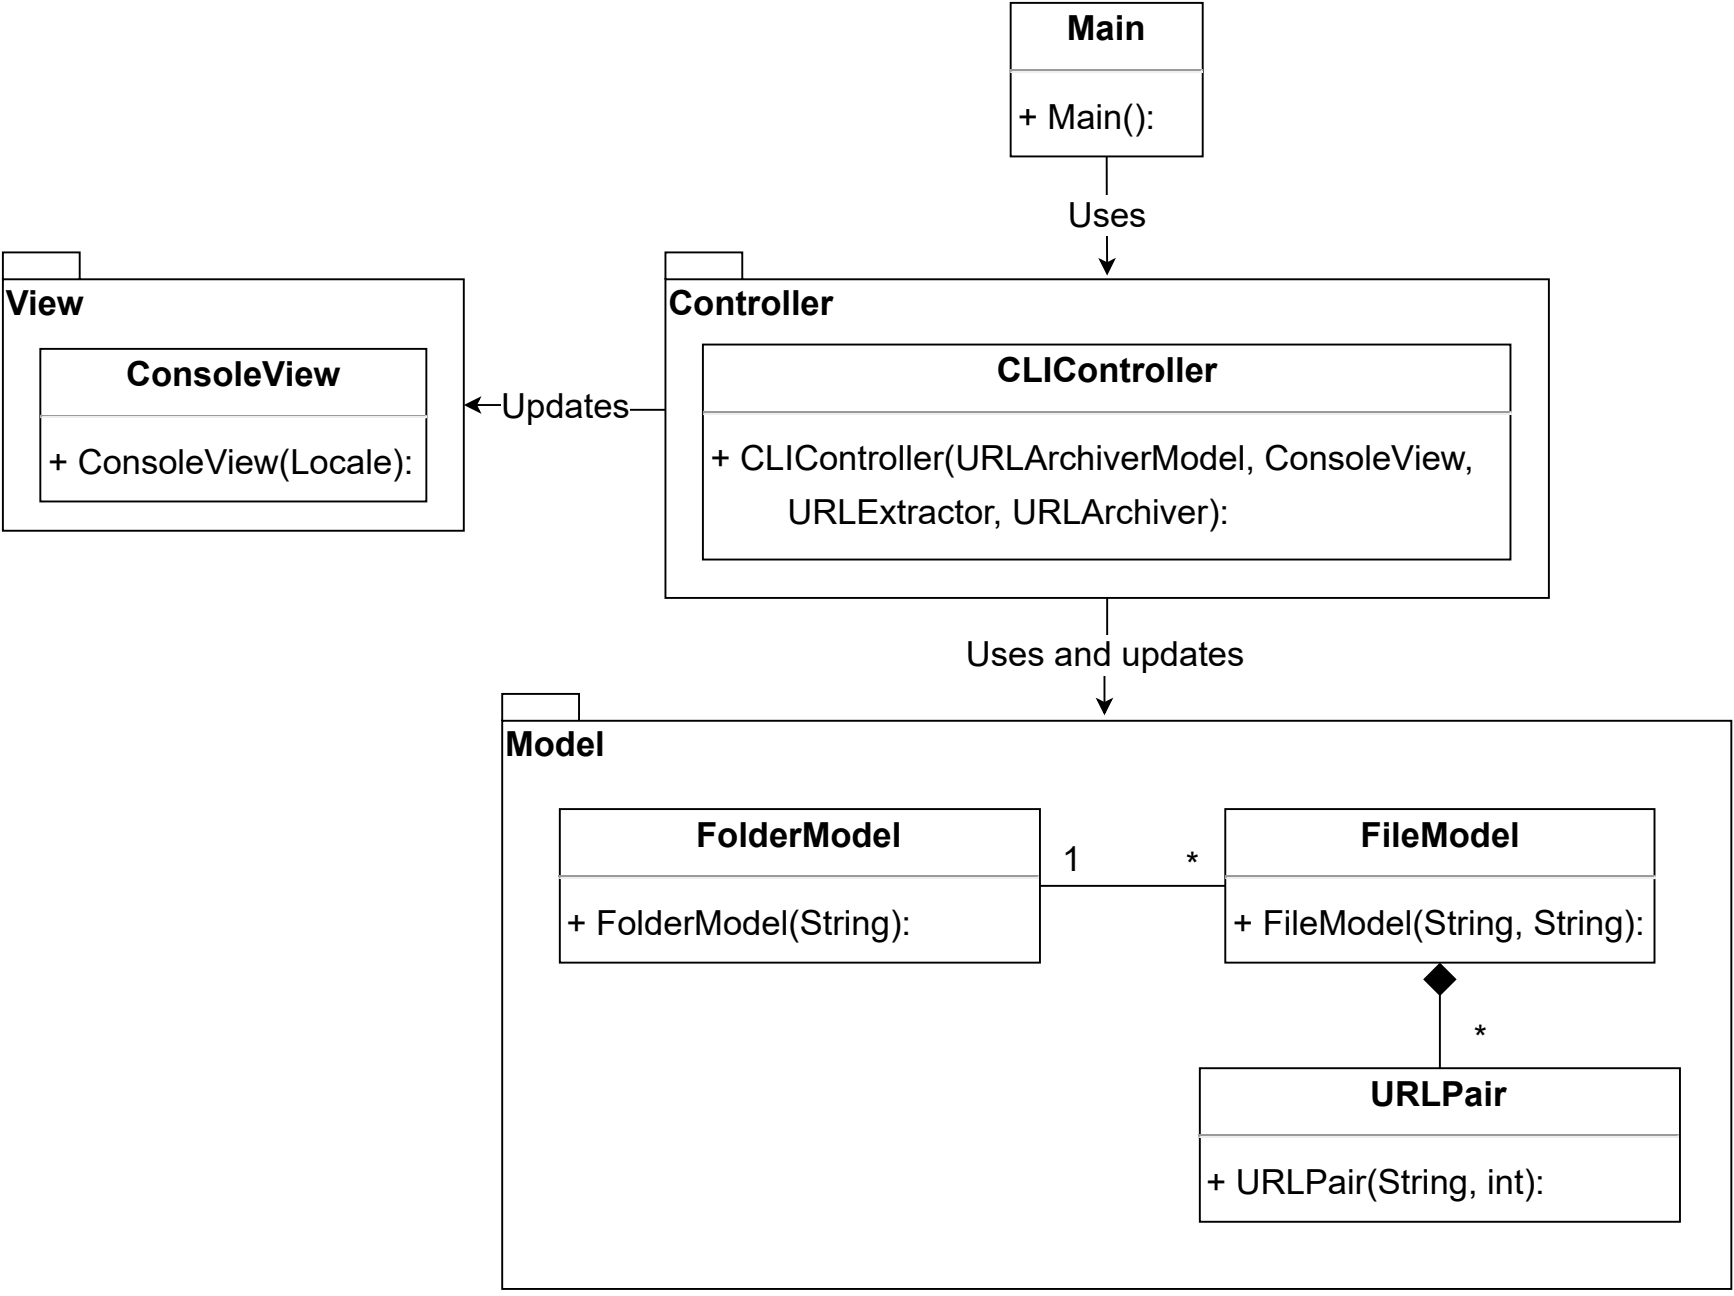 Main
+ Main():
Uses
View
ConsoleView
+ ConsoleView(Locale):
Updates
Controller
CLIController
+ CLIController(URLArchiverModel, ConsoleView,
URLExtractor, URLArchiver):
Uses and updates
Model
FolderModel
+ FolderModel(String):
1
*
FileModel
+ FileModel(String, String):
*
URLPair
+ URLPair(String, int):